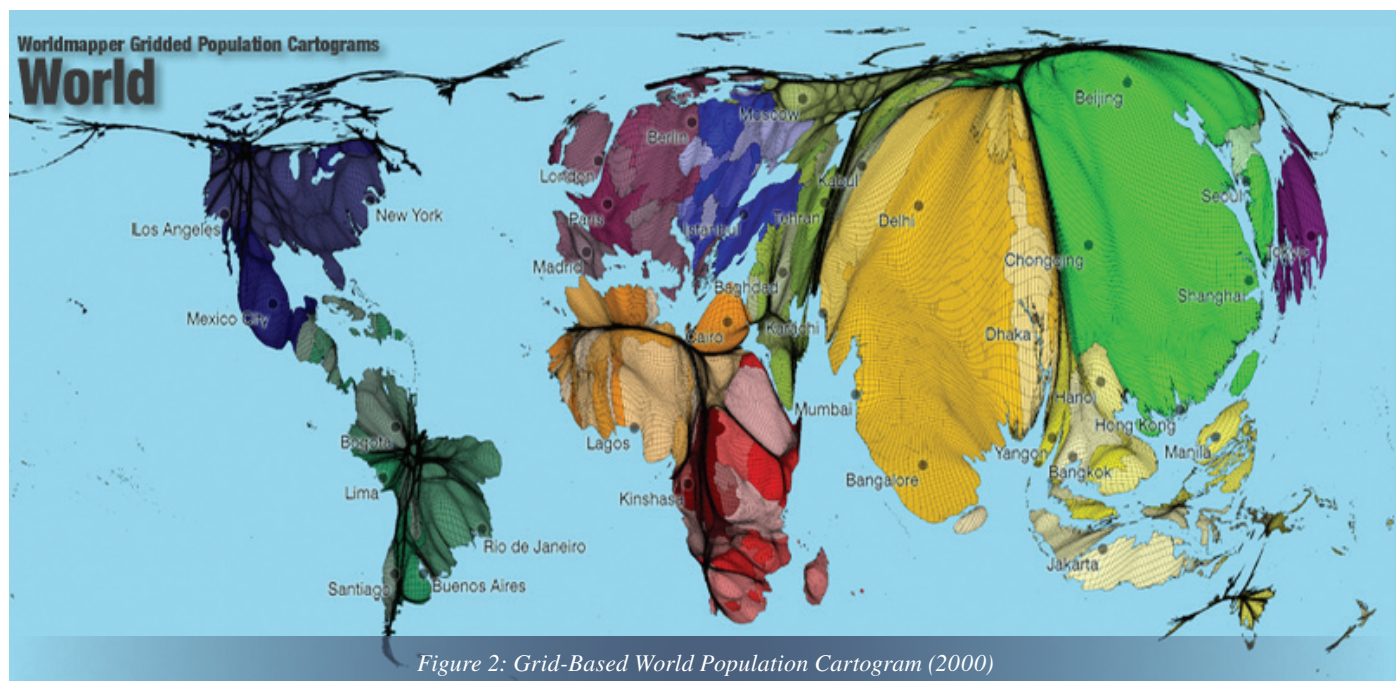 Worldmapper Gridded Population Cartograms
World
Moscow
Beijing
Berlin
London
Kabul
Seoul
Paris
Istanbul
Tehran
Delhi
New York
Los Angeles
Tokyo
Madrid
Chongqing
Baghdad
Shanghai
Mexico City
Cairo
Karachi
Dhaka
Hanoi
Mumbai
Hong Kong
Lagos
Bogota
Yangon
Manila
Bangkok
Bangalore
Lima
Kinshasa
Rio de Janeiro
Jakarta
Santiago
Buenos Aires
Figure 2: Grid-Based World Population Cartogram (2000)